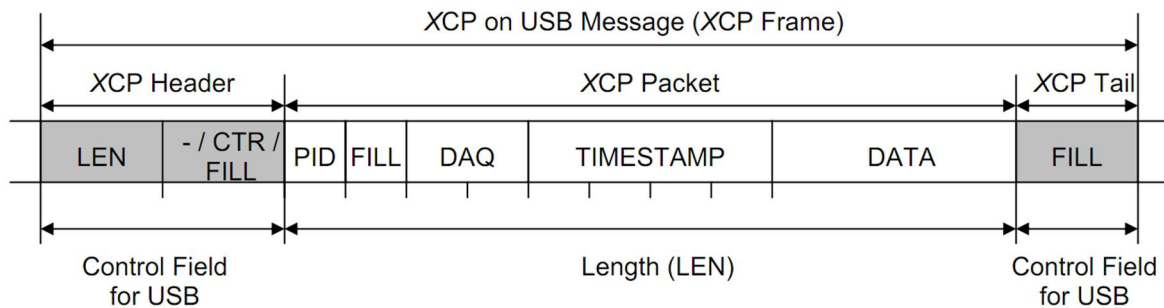 XCP on USB Message (XCP Frame)
XCP Header
XCP Packet
XCP Tail
LEN
- / CTR /
FILL
PID
FILL
DAQ
TIMESTAMP
DATA
FILL
Control Field
for USB
Length (LEN)
Control Field
for USB